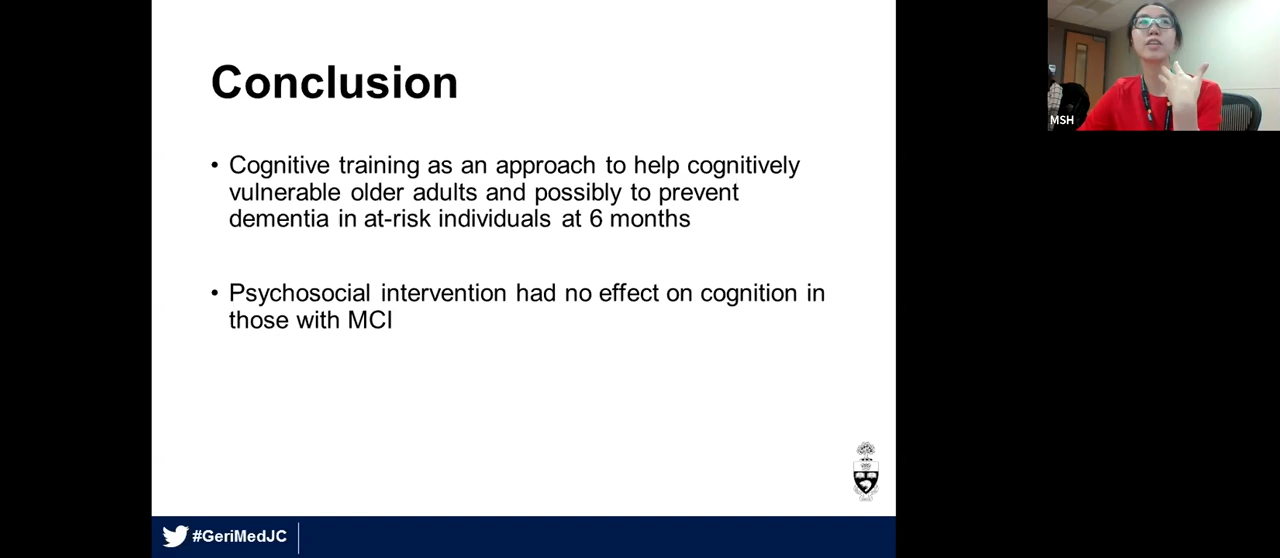 Conclusion
• Cognitive training as an approach to help cognitively
vulnerable older adults and possibly to prevent
dementia in at-risk individuals at 6 months
• Psychosocial intervention had no effect on cognition in
those with MCI
#GeriMedJC
MSH